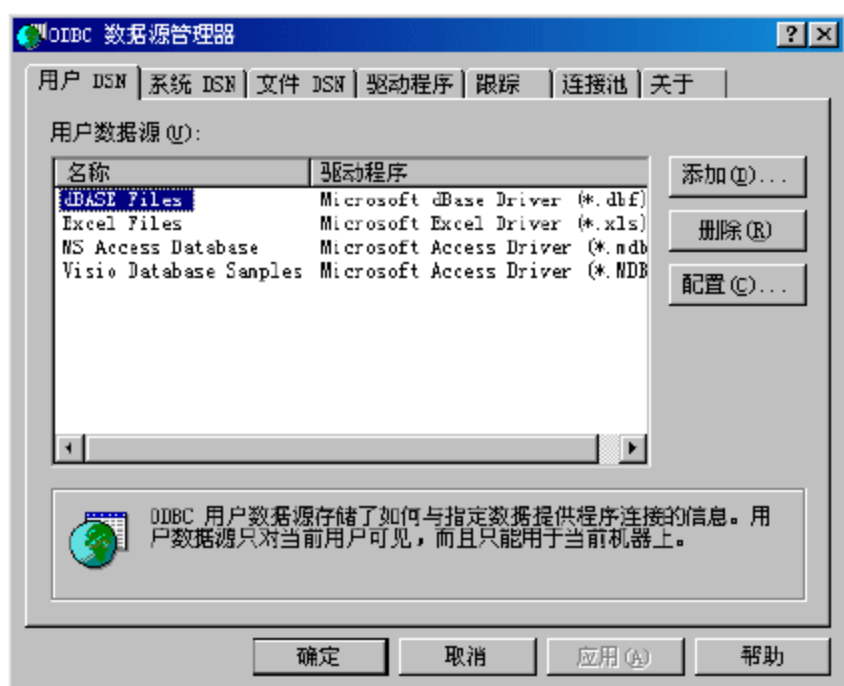 ODBC 数据源管理器
用户 DSN 系统 DSN 文件 DSN 驱动程序 跟踪 连接池 关于
用户数据源(U):
名称 驱动程序
dBASE Files Microsoft dBase Driver (*.dbf)
Excel Files Microsoft Excel Driver (*.xls)
MS Access Database Microsoft Access Driver (*.mdb
Visio Database Samples Microsoft Access Driver (*.MDB
添加(D)...
删除(R)
配置(C)...
ODBC 用户数据源存储了如何与指定数据提供程序连接的信息。用
户数据源只对当前用户可见，而且只能用于当前机器上。
确定 取消 应用(A) 帮助